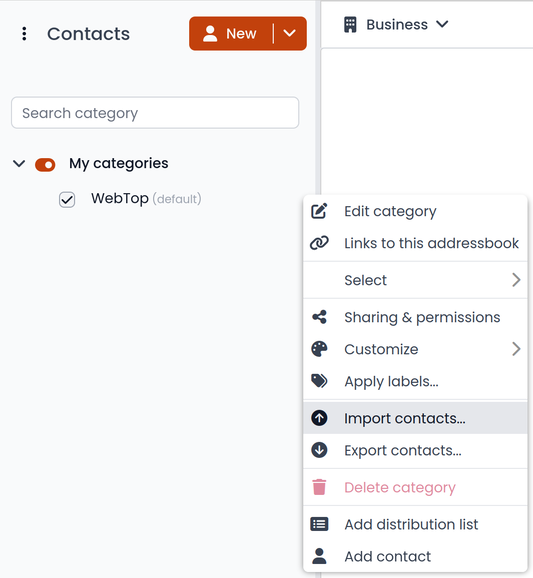 Contacts
New
Business
Search category
My categories
WebTop (default)
Edit category
Links to this addressbook
Select
Sharing & permissions
Customize
Apply labels...
Import contacts...
Export contacts...
Delete category
Add distribution list
Add contact